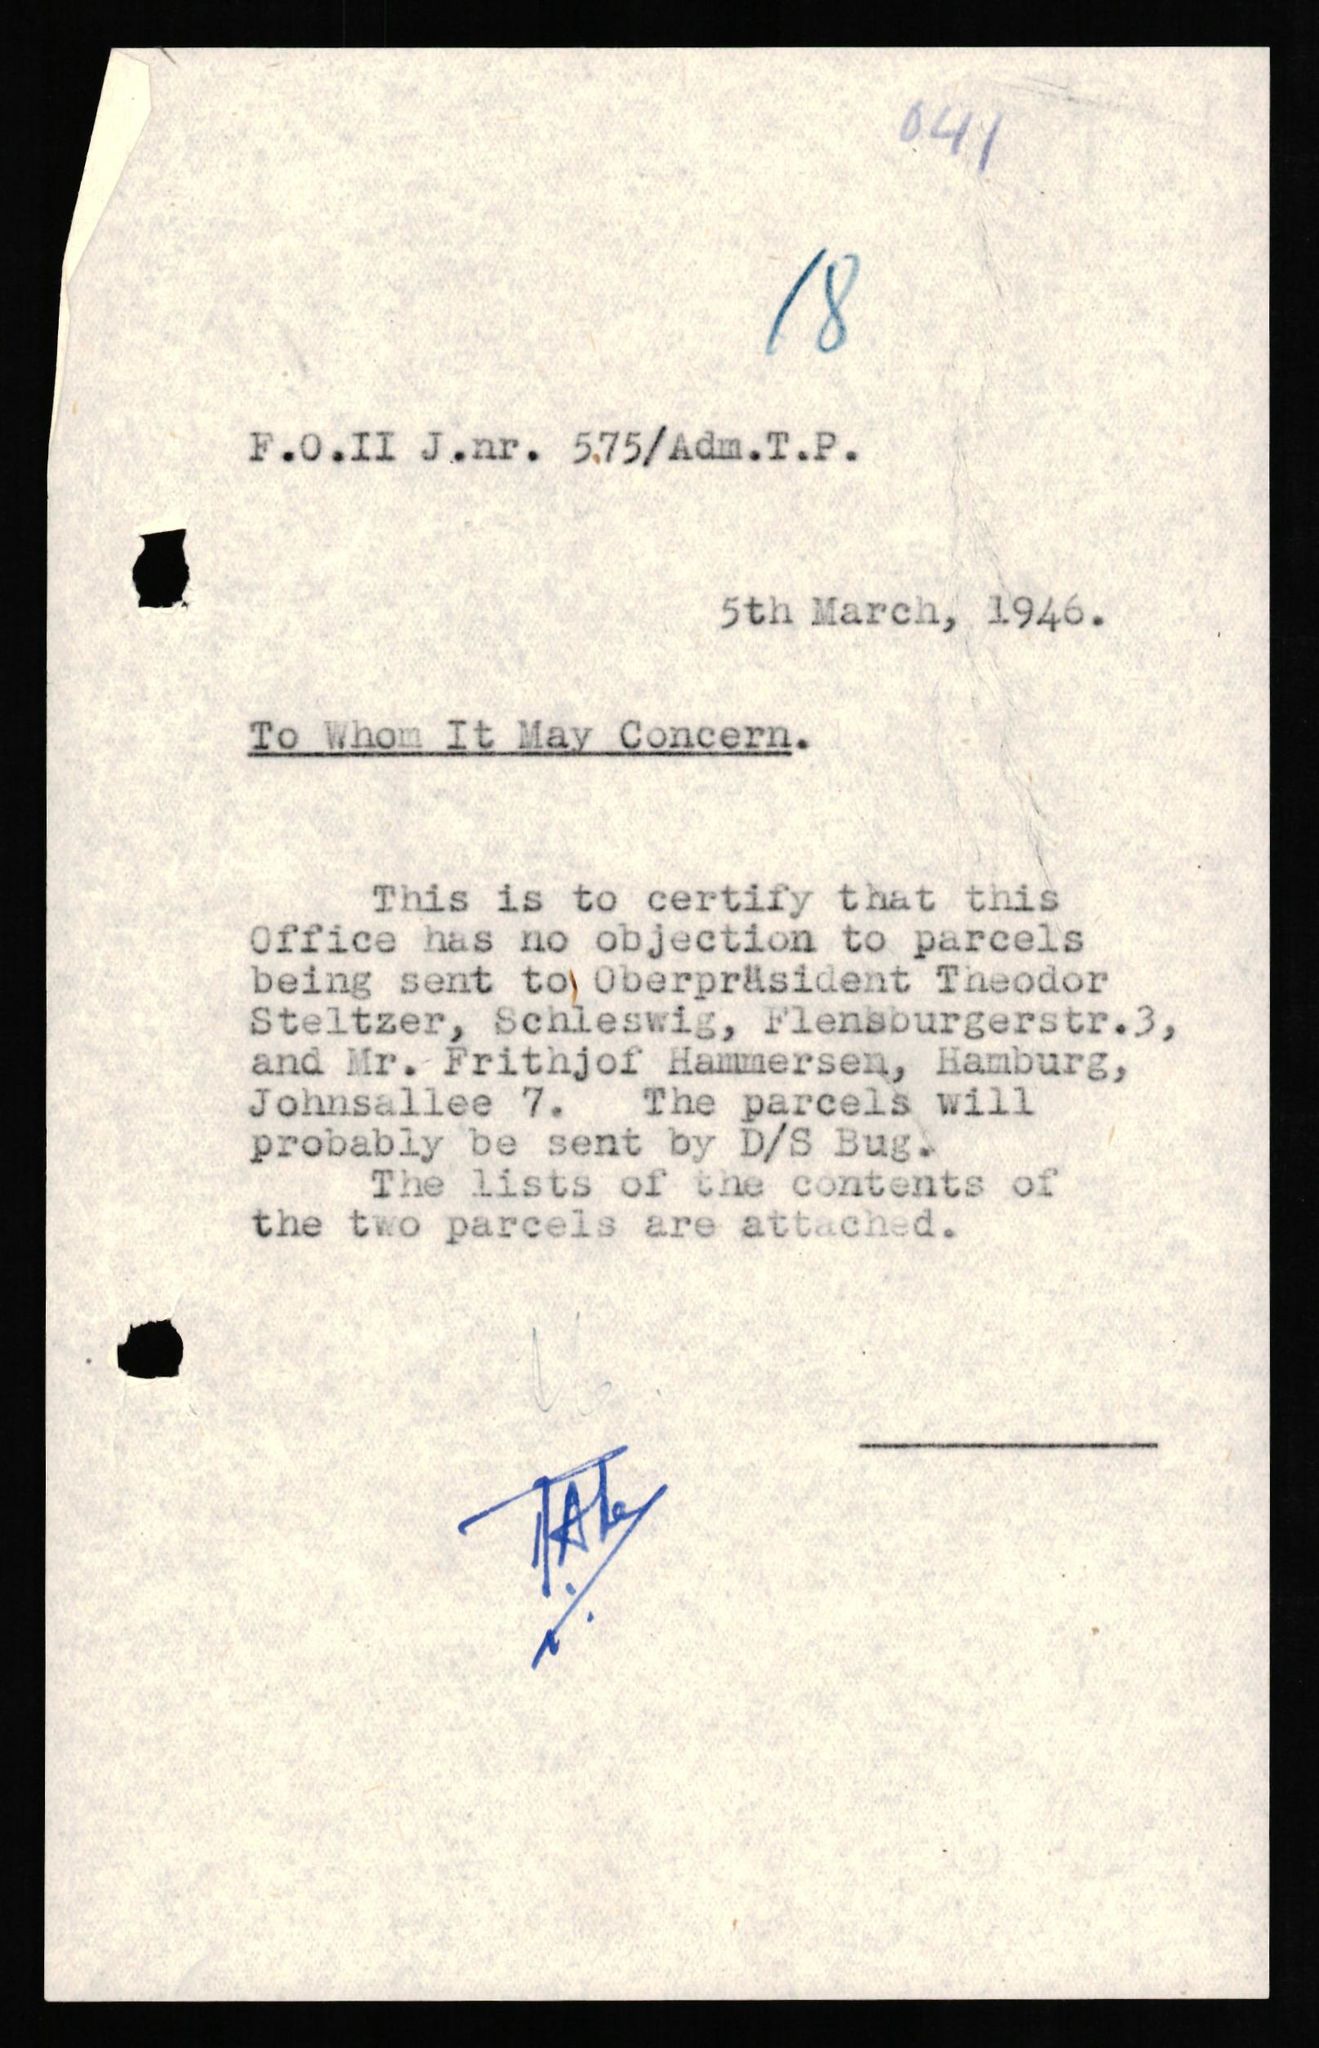 041
18
F.O.II J.nr. 575/Adm.T.P.
5th March, 1946.
To Whom It May Concern.
This is to certify that this
Office has no objection to parcels
being sent to Oberpräsident Theodor
Steltzer, Schleswig, Flensburgerstr.3,
and Mr. Frithjof Hammersen, Hamburg,
Johnsallee 7. The parcels will
probably be sent by D/S Bug.
The lists of the contents of
the two parcels are attached.